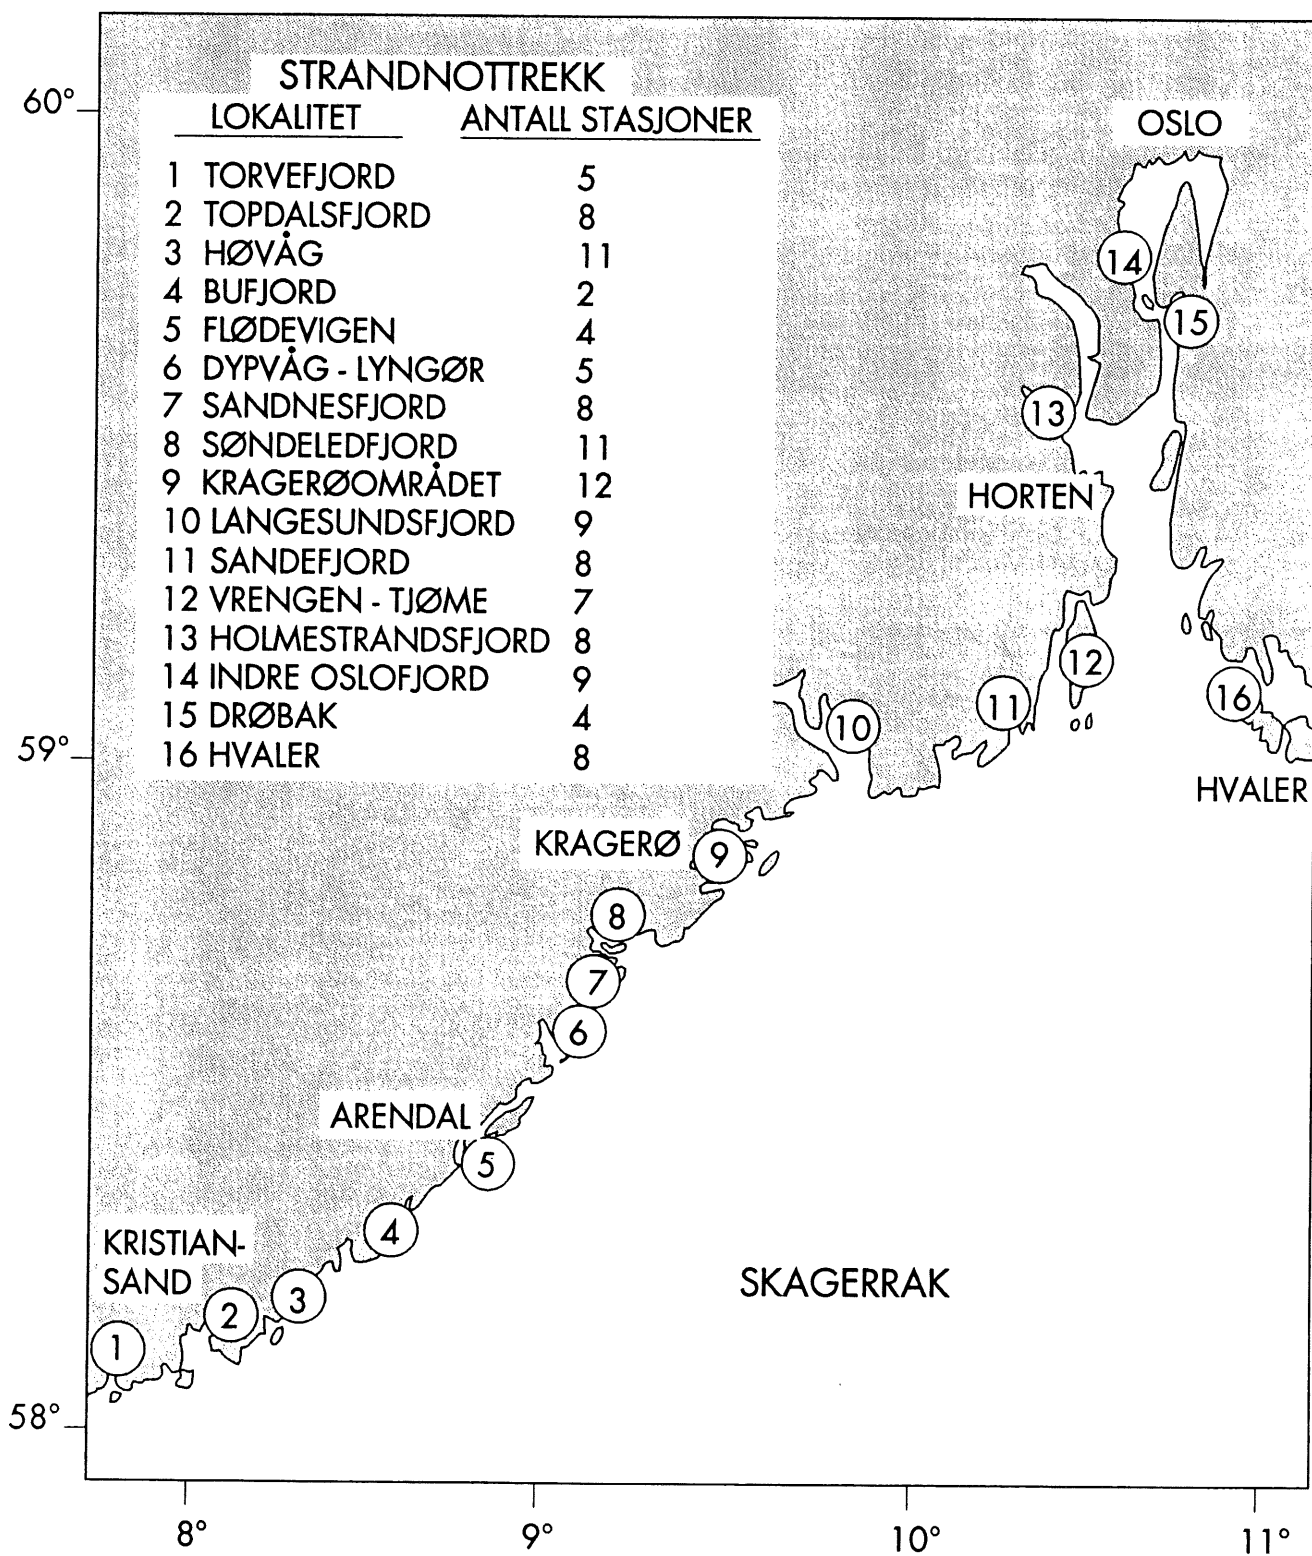 STRANDNOTTREKK
LOKALITET ANTALL STASJONER
1 TORVEFJORD 5
2 TOPDALSFJORD 8
3 HØVÅG 11
4 BUFJORD 2
5 FLØDEVIGEN 4
6 DYPVÅG - LYNGØR 5
7 SANDNESFJORD 8
8 SØNDELEDFJORD 11
9 KRAGERØOMRÅDET 12
10 LANGESUNDSFJORD 9
11 SANDEFJORD 8
12 VRENGEN - TJØME 7
13 HOLMESTRANDSFJORD 8
14 INDRE OSLOFJORD 9
15 DRØBAK 4
16 HVALER 8
60°
OSLO
14
15
13
HORTEN
12
16
11
10
59°
HVALER
KRAGERØ
9
8
7
6
ARENDAL
5
4
KRISTIAN-
SAND
SKAGERRAK
3
2
1
58°
8° 9° 10° 11°